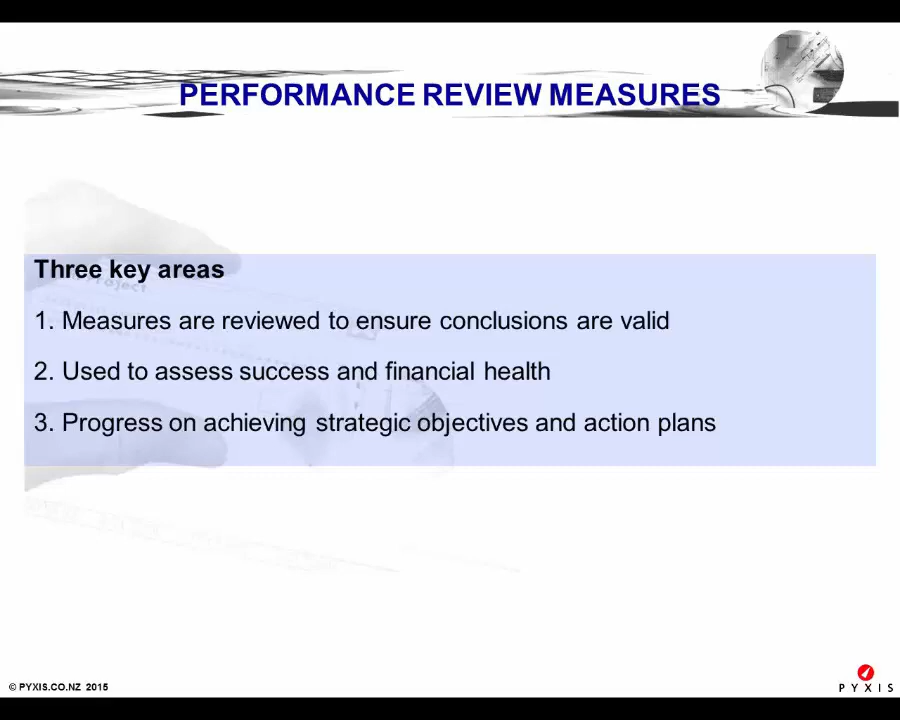 PERFORMANCE REVIEW MEASURES
Three key areas
Project
1. Measures are reviewed to ensure conclusions are valid
2. Used to assess success and financial health
3. Progress on achieving strategic objectives and action plans
© PYXIS.CO.NZ 2015
PYXIS